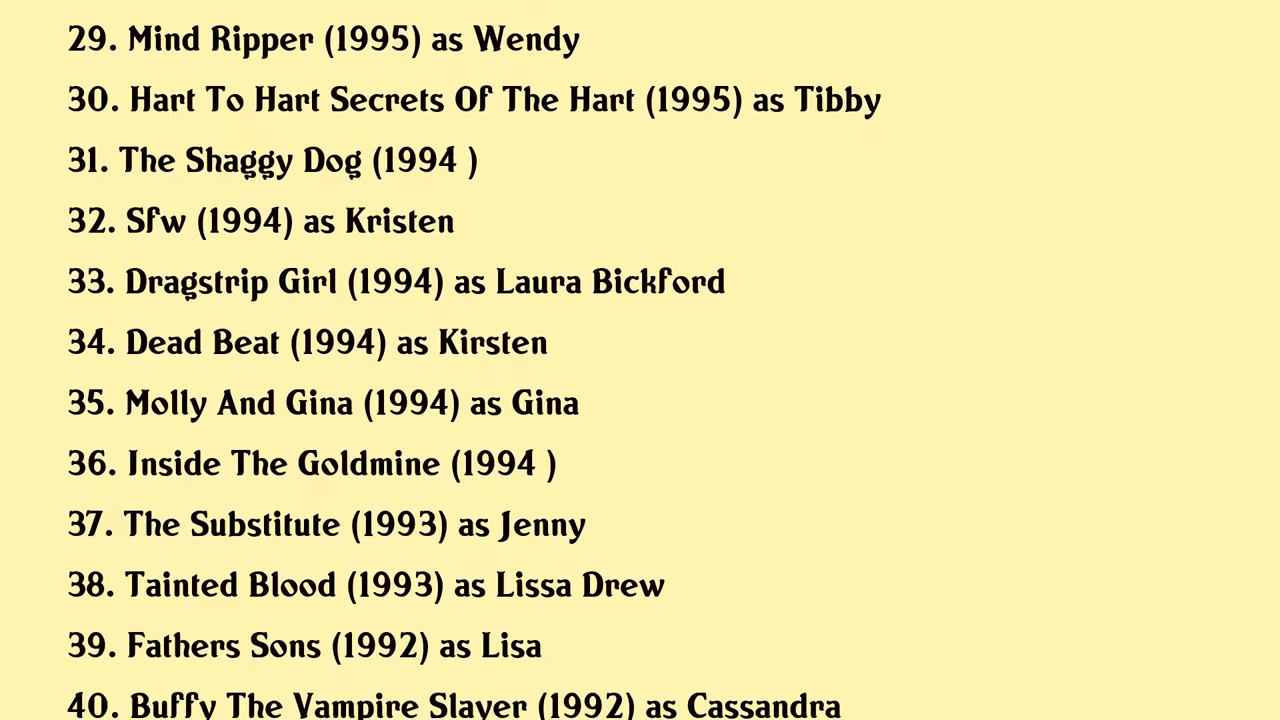 29. Mind Ripper (1995) as Wendy
30. Hart To Hart Secrets Of The Hart (1995) as Tibby
31. The Shaggy Dog (1994 )
32. Sfw (1994) as Kristen
33. Dragstrip Girl (1994) as Laura Bickford
34. Dead Beat (1994) as Kirsten
35. Molly And Gina (1994) as Gina
36. Inside The Goldmine (1994 )
37. The Substitute (1993) as Jenny
38. Tainted Blood (1993) as Lissa Drew
39. Fathers Sons (1992) as Lisa
40. Buffy The Vampire Slayer (1992) as Cassandra